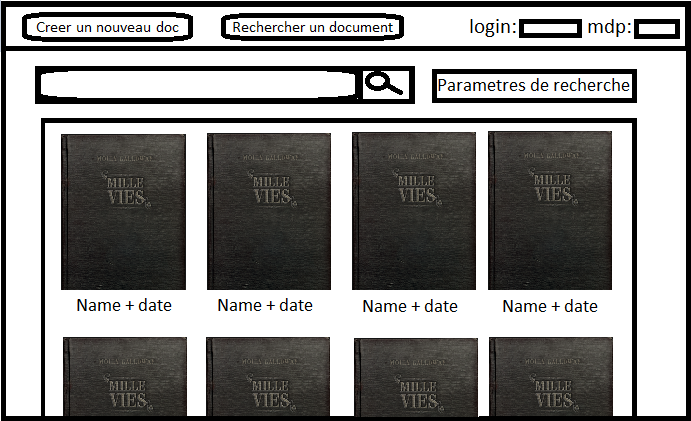 Creer un nouveau doc
Rechercher un document
login:
mdp:
Parametres de recherche
MILLE
VIES
MILLE
VIES
MILLE
VIES
MILLE
VIES
Name + date
Name + date
Name + date
Name + date
MILLE
VIES
MILLE
VIES
MILLE
VIES
MILLE
VIES